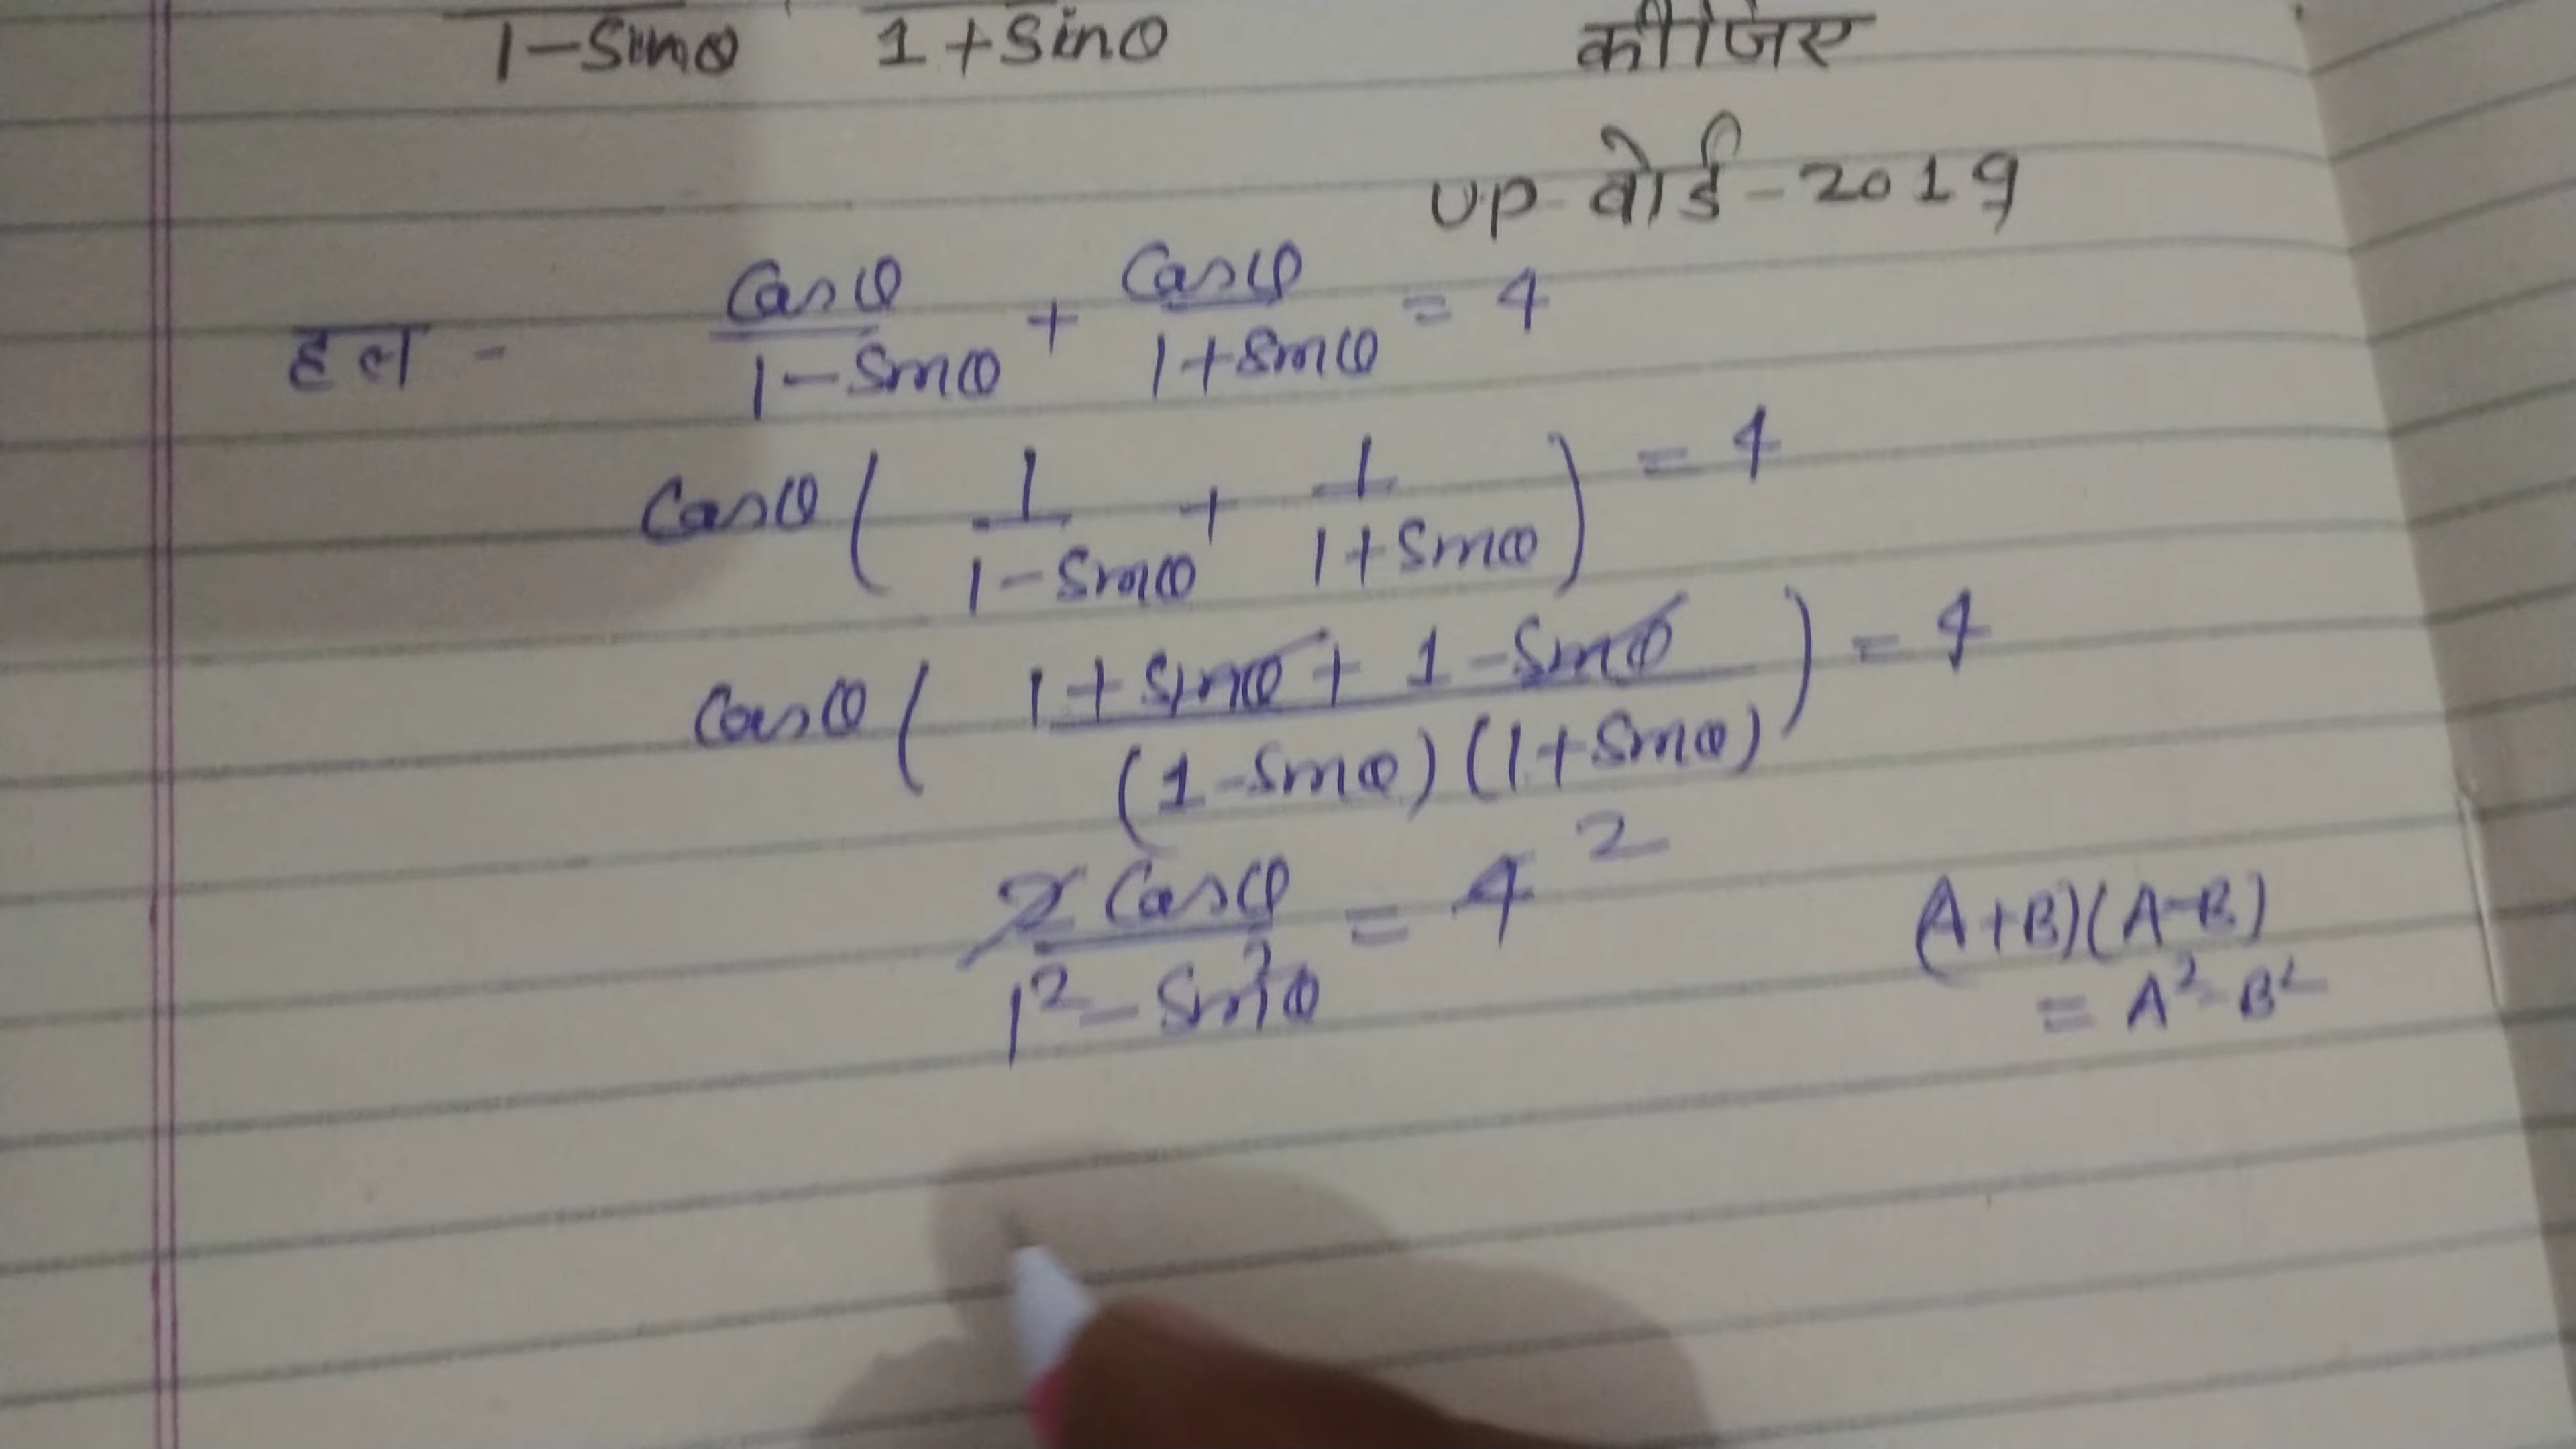 1-Sinθ 1+Sinθ कीजिए
UP बोर्ड-2019
हल - Cosθ/1-Sinθ + Cosθ/1+Sinθ = 4
Cosθ ( 1/1-Sinθ + 1/1+Sinθ ) = 4
Cosθ ( 1+Sinθ + 1-Sinθ / (1-Sinθ) (1+Sinθ) ) = 4
2 Cosθ / 1²-Sin²θ = 4 2
(A+B)(A-B)
= A²-B²